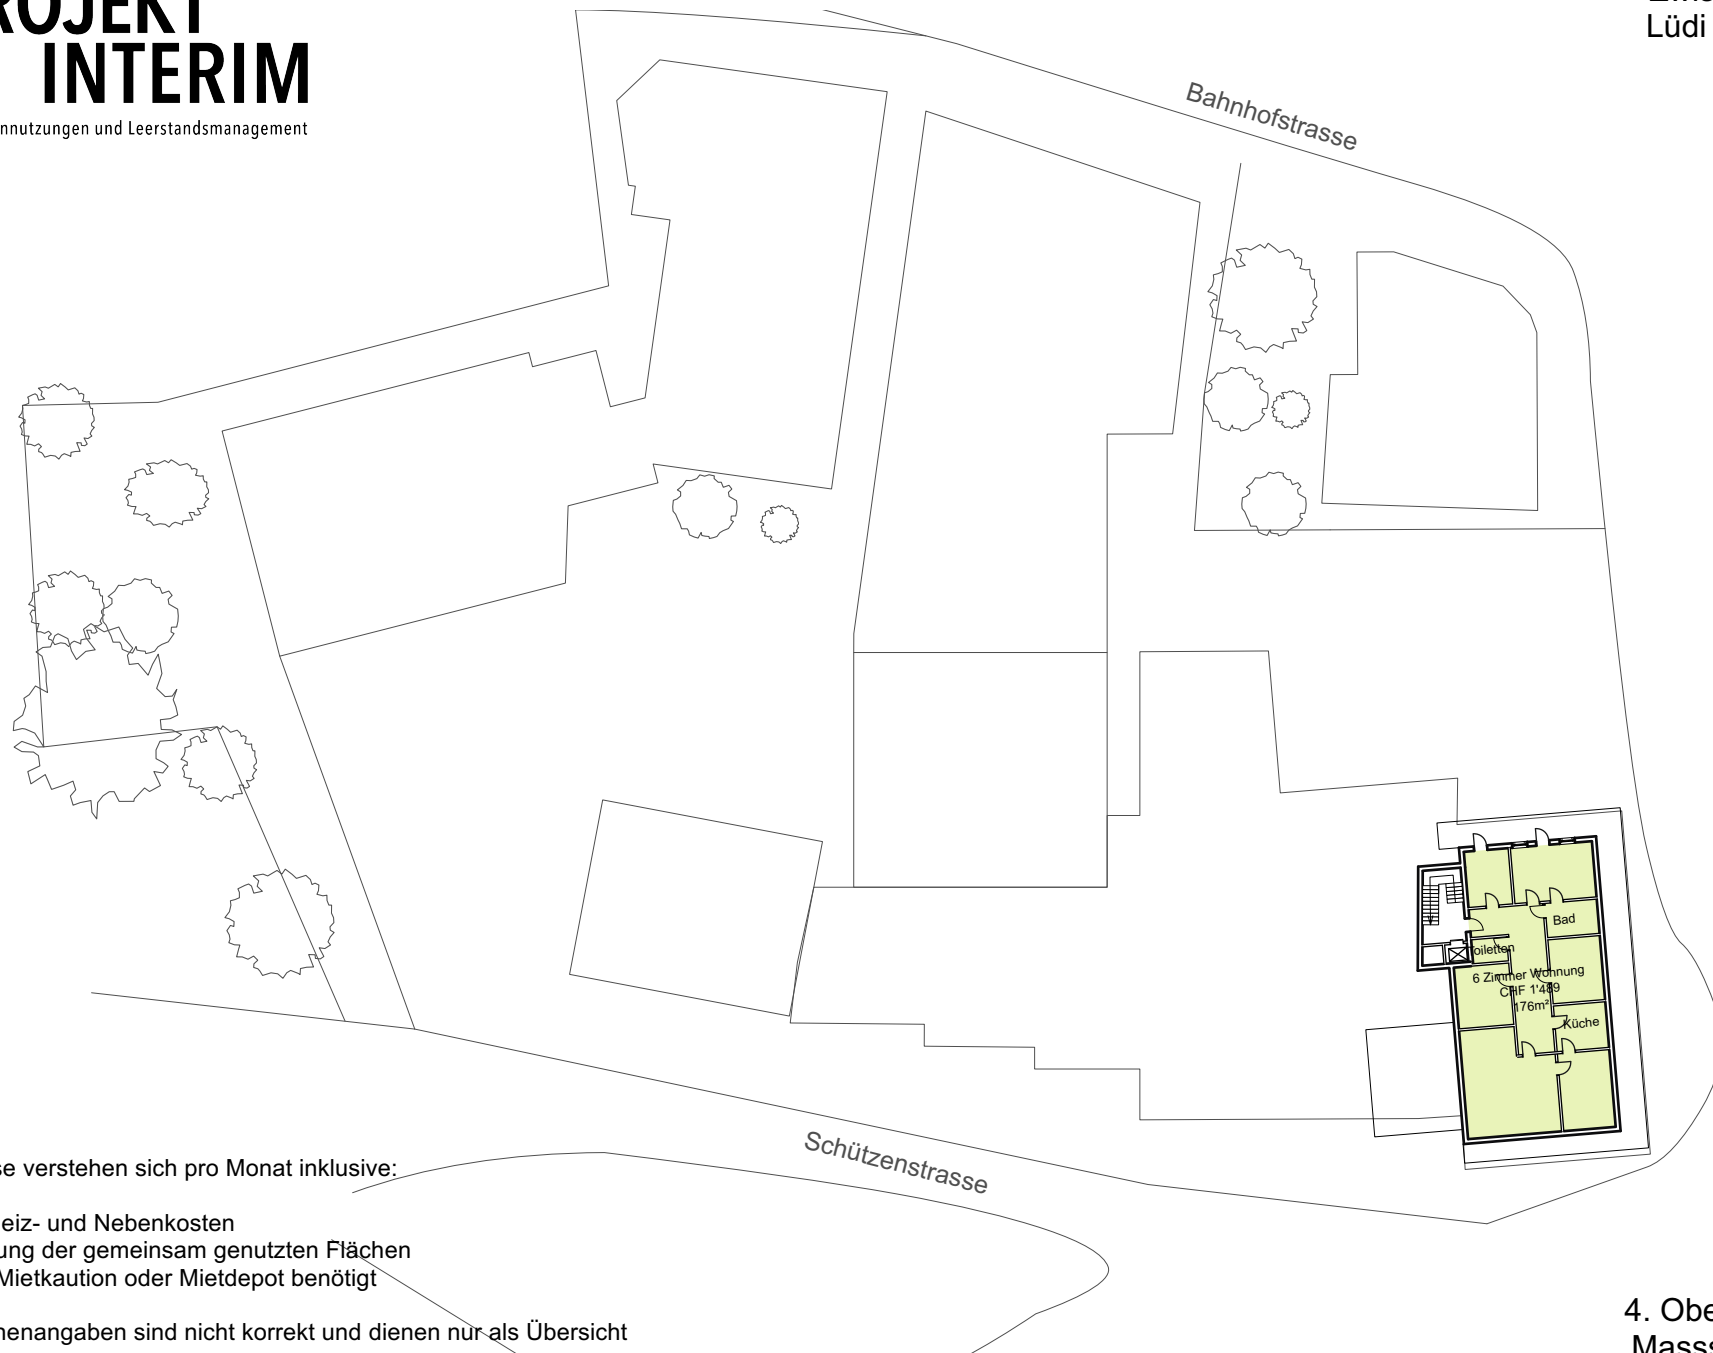 ROJEKT
INTERIM
nnutzungen und Leerstandsmanagement
Lüdi
Bahnhofstrasse
Bad
Toiletten
6 Zimmer Wohnung
CHF 1'489
176m²
Küche
Schützenstrasse
se verstehen sich pro Monat inklusive:
eiz- und Nebenkosten
ung der gemeinsam genutzten Flächen
Mietkaution oder Mietdepot benötigt
henangaben sind nicht korrekt und dienen nur als Übersicht
4. Obe
Masss